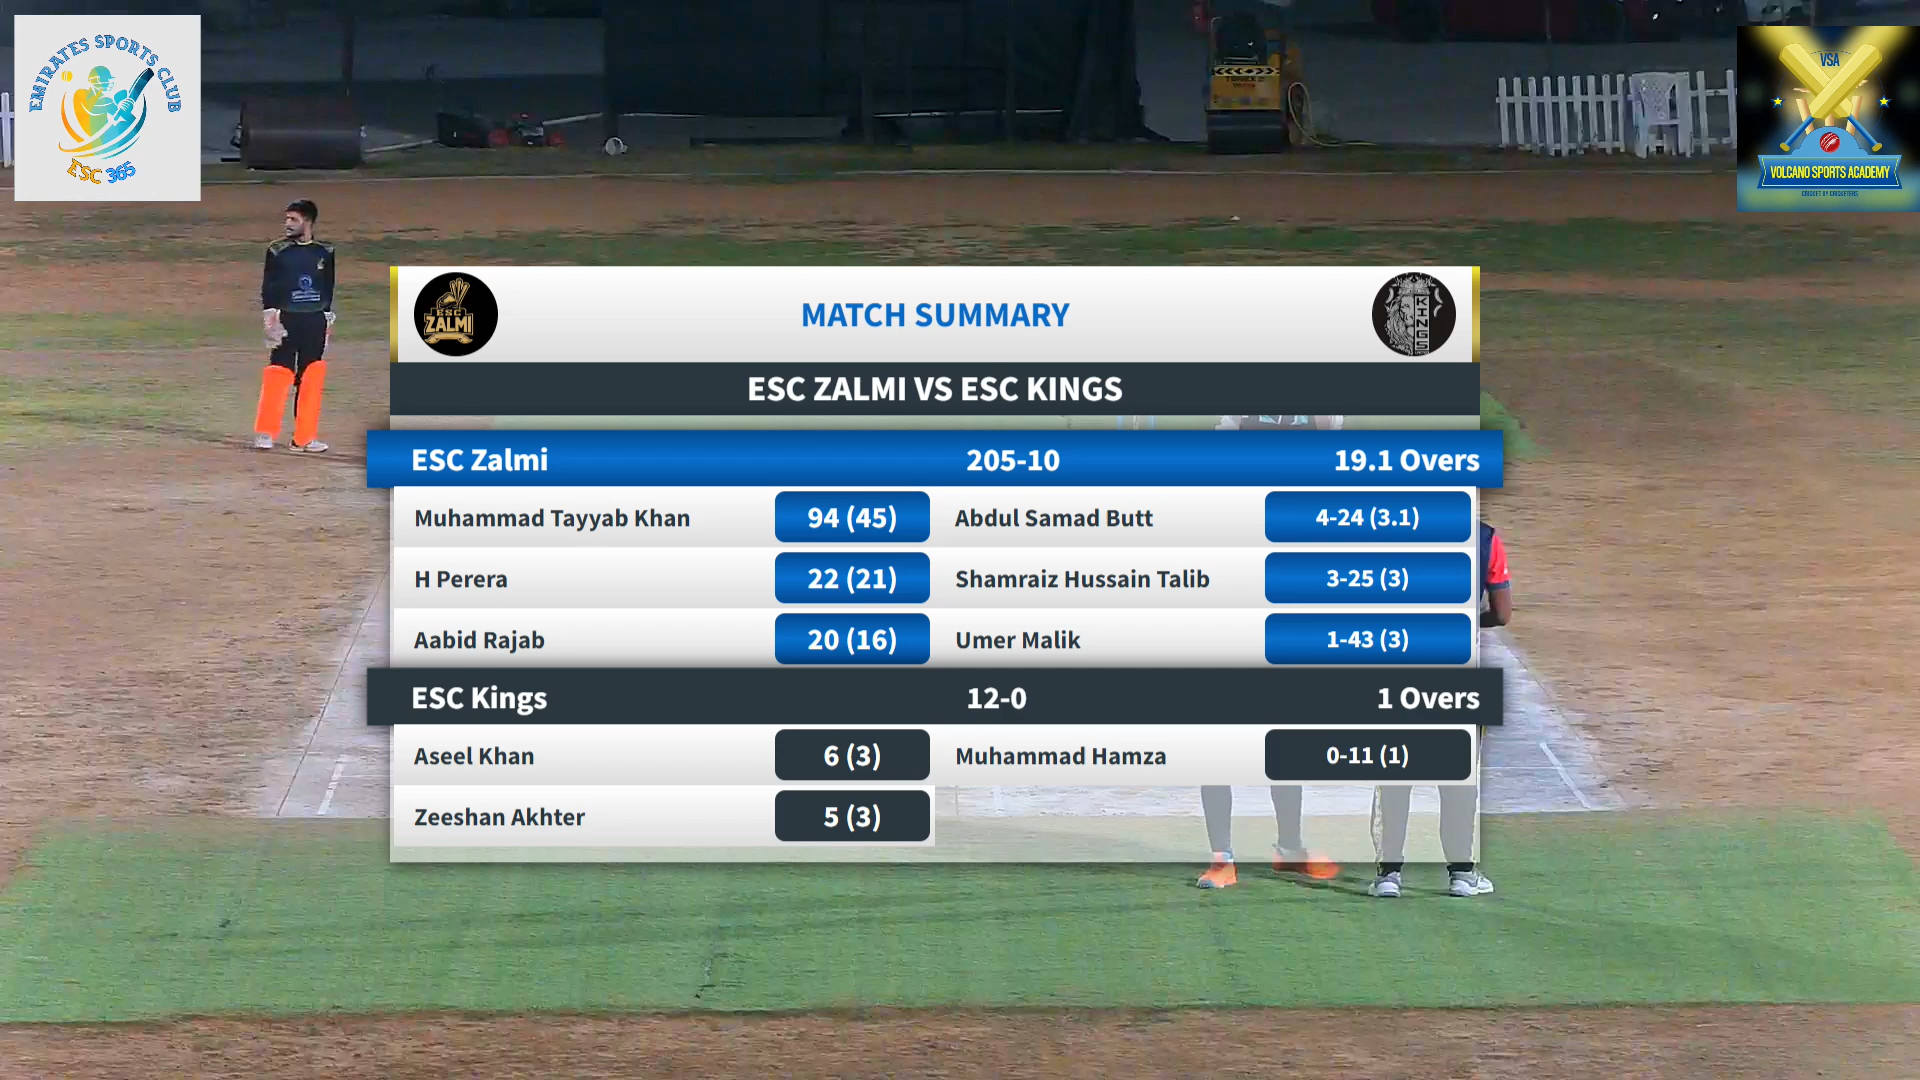 EMIRATES SPORTS CLUB
ESC 365
VSA
VOLCANO SPORTS ACADEMY
CRICKET BY CRICKETERS
ESC
ZALMI
MATCH SUMMARY
KINGS
ESC ZALMI VS ESC KINGS
ESC Zalmi 205-10 19.1 Overs
Muhammad Tayyab Khan 94 (45) Abdul Samad Butt 4-24 (3.1)
H Perera 22 (21) Shamraiz Hussain Talib 3-25 (3)
Aabid Rajab 20 (16) Umer Malik 1-43 (3)
ESC Kings 12-0 1 Overs
Aseel Khan 6 (3) Muhammad Hamza 0-11 (1)
Zeeshan Akhter 5 (3)